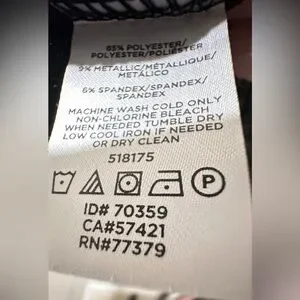 85% POLYESTER/
POLYESTER/POLIÉSTER
9% METALLIC/MÉTALLIQUE/
METÁLICO
6% SPANDEX/SPANDEX/
SPANDEX
MACHINE WASH COLD ONLY
NON-CHLORINE BLEACH
WHEN NEEDED TUMBLE DRY
LOW COOL IRON IF NEEDED
OR DRY CLEAN
518175
P
ID# 70359
CA#57421
RN#77379